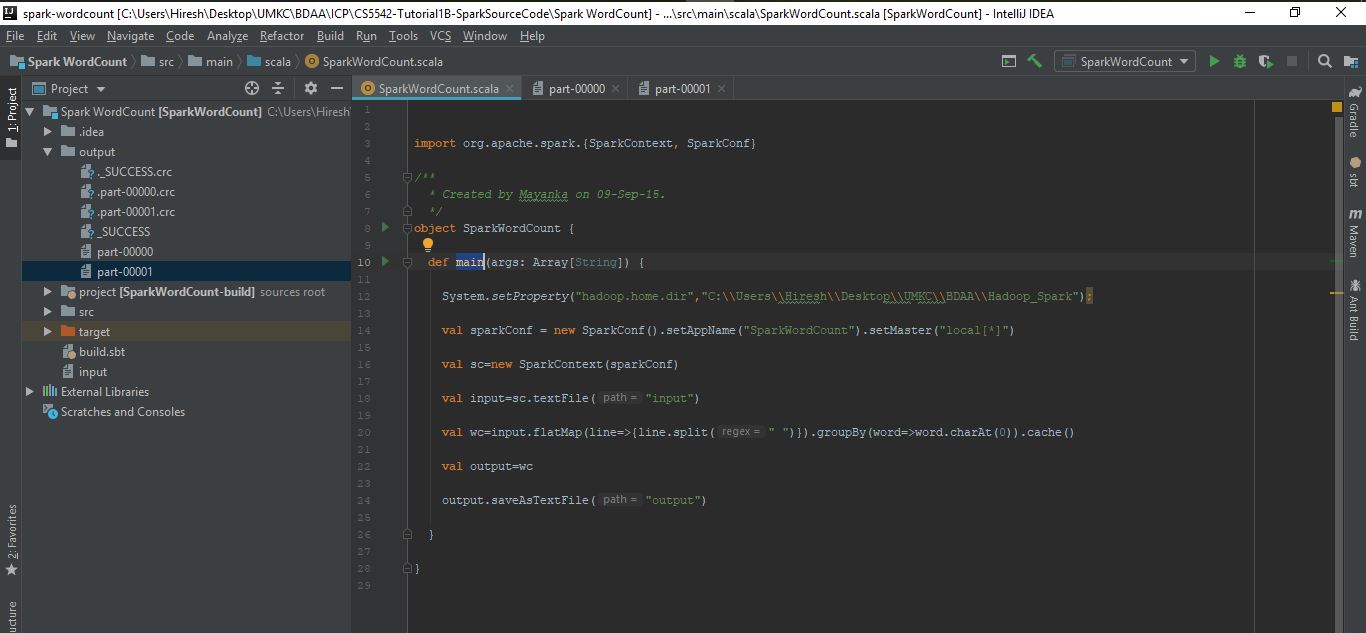 spark-wordcount [C:\Users\Hiresh\Desktop\UMKC\BDAA\ICP\CS5542-Tutorial1B-SparkSourceCode\Spark WordCount] - ...\src\main\scala\SparkWordCount.scala [SparkWordCount] - IntelliJ IDEA
File Edit View Navigate Code Analyze Refactor Build Run Tools VCS Window Help
Spark WordCount src main scala SparkWordCount.scala SparkWordCount
Project SparkWordCount.scala part-00000 part-00001
1: Project
Spark WordCount [SparkWordCount] C:\Users\Hiresh\
.idea
output
._SUCCESS.crc
.part-00000.crc
.part-00001.crc
_SUCCESS
part-00000
part-00001
project [SparkWordCount-build] sources root
src
target
build.sbt
input
External Libraries
Scratches and Consoles
2: Favorites
ucture
1
2
3 import org.apache.spark.{SparkContext, SparkConf}
4
5 /**
6 * Created by Mayanka on 09-Sep-15.
7 */
8 object SparkWordCount {
9
10 def main(args: Array[String]) {
11
12 System.setProperty("hadoop.home.dir","C:\\Users\\Hiresh\\Desktop\\UMKC\\BDAA\\Hadoop_Spark");
13
14 val sparkConf = new SparkConf().setAppName("SparkWordCount").setMaster("local[*]")
15
16 val sc=new SparkContext(sparkConf)
17
18 val input=sc.textFile( path = "input")
19
20 val wc=input.flatMap(line=>{line.split( regex = " ")}).groupBy(word=>word.charAt(0)).cache()
21
22 val output=wc
23
24 output.saveAsTextFile( path = "output")
25
26 }
27
28 }
29
Gradle
sbt
m
Maven
Ant Build